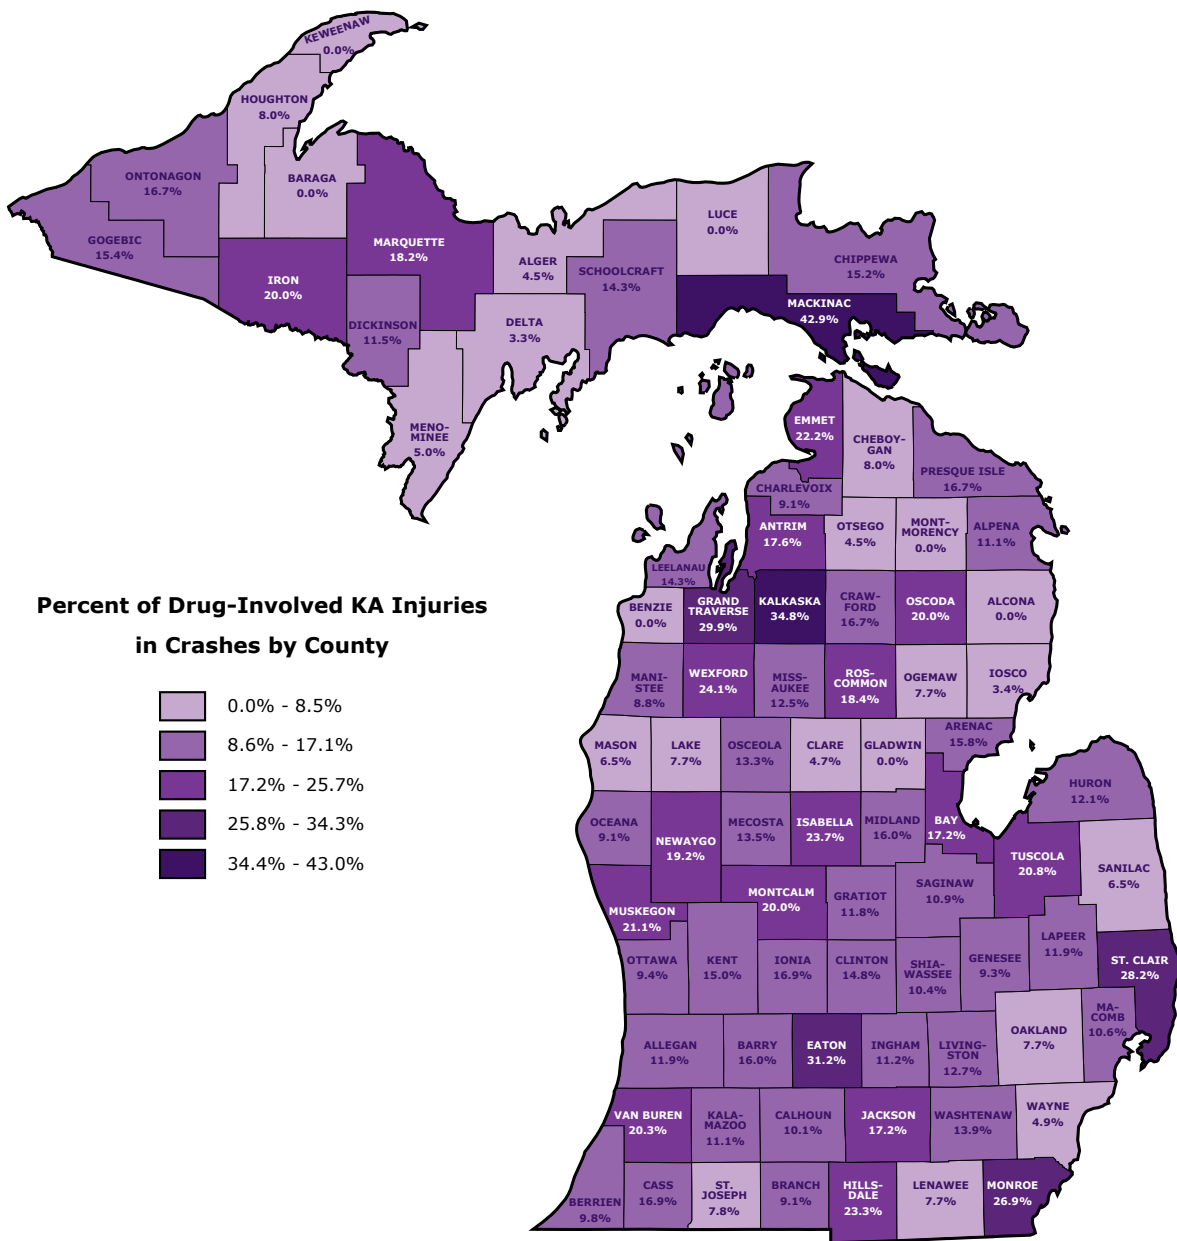 KEWEENAW
0.0%
HOUGHTON
8.0%
ONTONAGON
16.7%
BARAGA
0.0%
GOGEBIC
15.4%
MARQUETTE
18.2%
LUCE
0.0%
ALGER
4.5%
SCHOOLCRAFT
14.3%
CHIPPEWA
15.2%
IRON
20.0%
MACKINAC
42.9%
DICKINSON
11.5%
DELTA
3.3%
MENO-
MINEE
5.0%
EMMET
22.2%
CHEBOY-
GAN
8.0%
PRESQUE ISLE
16.7%
CHARLEVOIX
9.1%
ANTRIM
17.6%
OTSEGO
4.5%
MONT-
MORENCY
0.0%
ALPENA
11.1%
LEELANAU
14.3%
Percent of Drug-Involved KA Injuries
in Crashes by County
BENZIE
0.0%
GRAND
TRAVERSE
29.9%
KALKASKA
34.8%
CRAW-
FORD
16.7%
OSCODA
20.0%
ALCONA
0.0%
MANI-
STEE
8.8%
WEXFORD
24.1%
MISS-
AUKEE
12.5%
ROS-
COMMON
18.4%
OGEMAW
7.7%
IOSCO
3.4%
0.0% - 8.5%
8.6% - 17.1%
17.2% - 25.7%
25.8% - 34.3%
34.4% - 43.0%
MASON
6.5%
LAKE
7.7%
OSCEOLA
13.3%
CLARE
4.7%
GLADWIN
0.0%
ARENAC
15.8%
HURON
12.1%
OCEANA
9.1%
NEWAYGO
19.2%
MECOSTA
13.5%
ISABELLA
23.7%
MIDLAND
16.0%
BAY
17.2%
TUSCOLA
20.8%
SANILAC
6.5%
MUSKEGON
21.1%
MONTCALM
20.0%
GRATIOT
11.8%
SAGINAW
10.9%
OTTAWA
9.4%
KENT
15.0%
IONIA
16.9%
CLINTON
14.8%
SHIA-
WASSEE
10.4%
GENESEE
9.3%
LAPEER
11.9%
ST. CLAIR
28.2%
ALLEGAN
11.9%
BARRY
16.0%
EATON
31.2%
INGHAM
11.2%
LIVING-
STON
12.7%
OAKLAND
7.7%
MA-
COMB
10.6%
VAN BUREN
20.3%
KALA-
MAZOO
11.1%
CALHOUN
10.1%
JACKSON
17.2%
WASHTENAW
13.9%
WAYNE
4.9%
BERRIEN
9.8%
CASS
16.9%
ST.
JOSEPH
7.8%
BRANCH
9.1%
HILLS-
DALE
23.3%
LENAWEE
7.7%
MONROE
26.9%